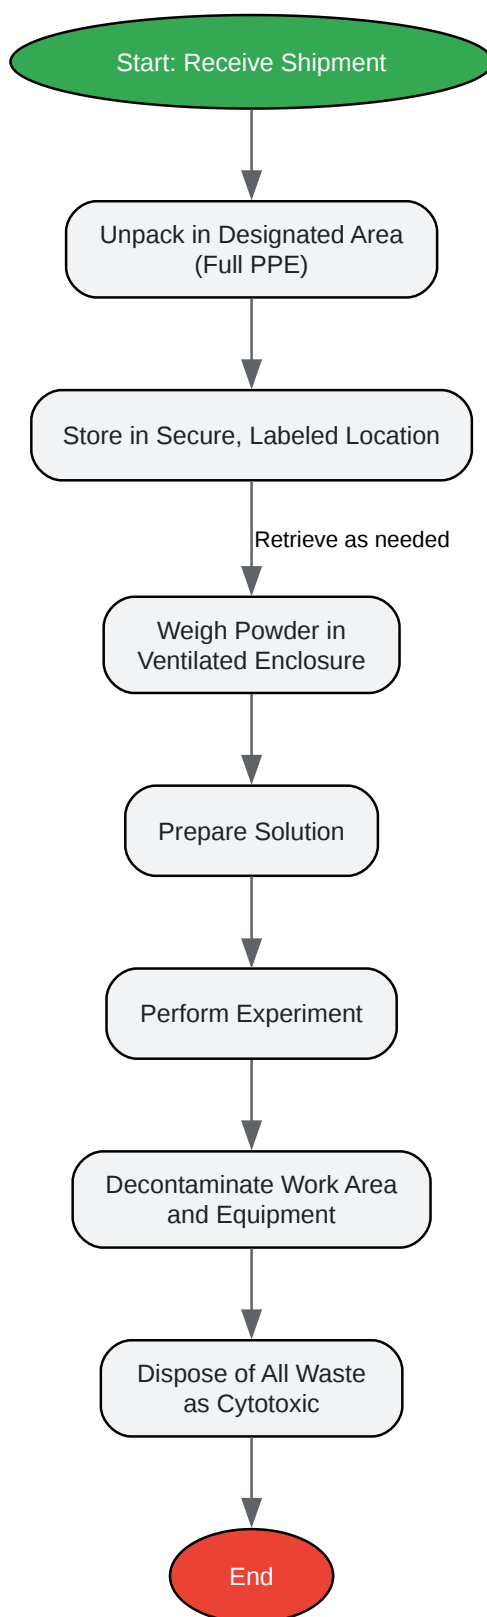 Start: Receive Shipment
Unpack in Designated Area
(Full PPE)
Store in Secure, Labeled Location
Retrieve as needed
Weigh Powder in
Ventilated Enclosure
Prepare Solution
Perform Experiment
Decontaminate Work Area
and Equipment
Dispose of All Waste
as Cytotoxic
End